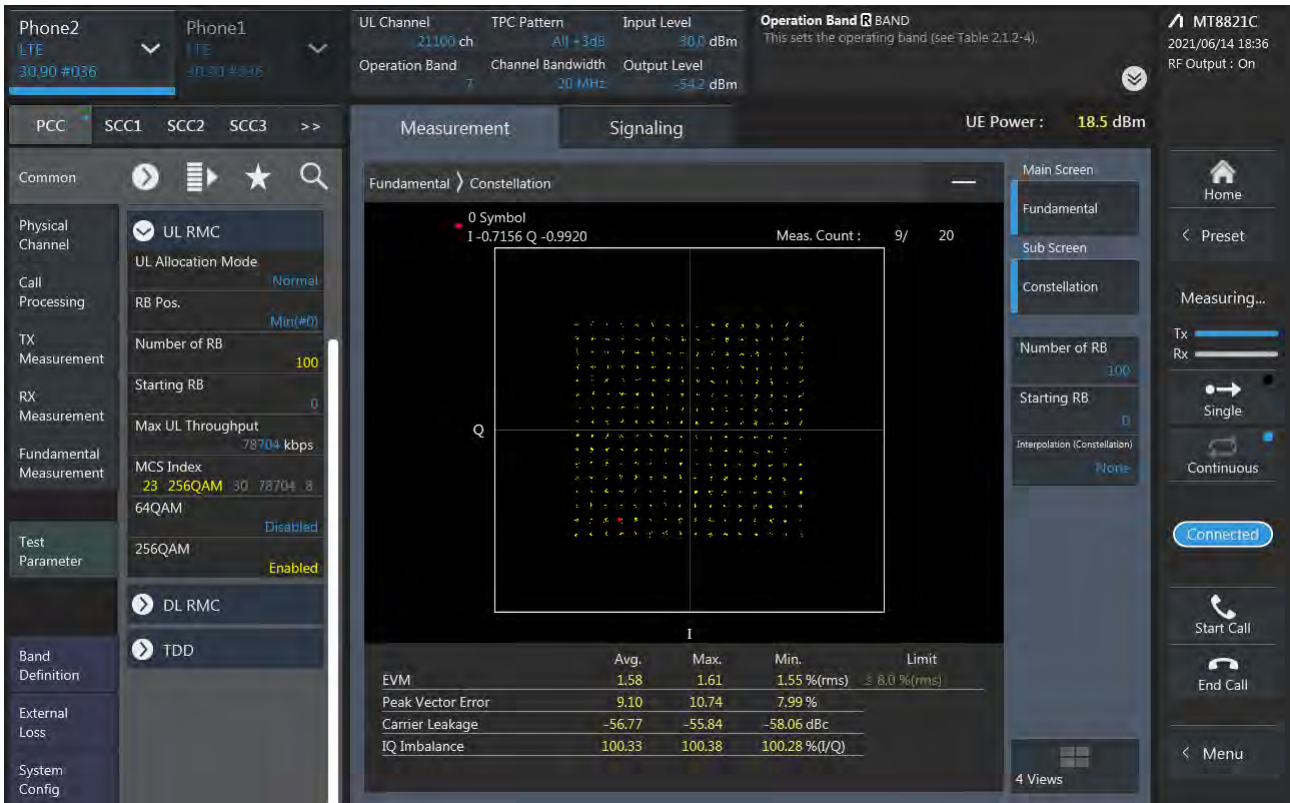 Phone2
LTE
30.90 #036
Phone1
LTE
30.90 #036
UL Channel
21100 ch
TPC Pattern
All +3dB
Input Level
30.0 dBm
Operation Band
7
Channel Bandwidth
20 MHz
Output Level
-54.2 dBm
Operation Band R BAND
This sets the operating band (see Table 2.1.2-4).
MT8821C
2021/06/14 18:36
RF Output : On
PCC SCC1 SCC2 SCC3 >>
Measurement
Signaling
UE Power : 18.5 dBm
Common
Physical
Channel
Call
Processing
TX
Measurement
RX
Measurement
Fundamental
Measurement
Test
Parameter
Band
Definition
External
Loss
System
Config
UL RMC
UL Allocation Mode
Normal
RB Pos.
Min(#0)
Number of RB
100
Starting RB
0
Max UL Throughput
78704 kbps
MCS Index
23 256QAM 30 78704 8
64QAM
Disabled
256QAM
Enabled
DL RMC
TDD
Fundamental 〉 Constellation
0 Symbol
I -0.7156 Q -0.9920
Meas. Count : 9/ 20
Q
I
Avg. Max. Min. Limit
EVM 1.58 1.61 1.55 %(rms) ≤ 8.0 %(rms)
Peak Vector Error 9.10 10.74 7.99 %
Carrier Leakage -56.77 -55.84 -58.06 dBc
IQ Imbalance 100.33 100.38 100.28 %(I/Q)
Main Screen
Fundamental
Sub Screen
Constellation
Number of RB
100
Starting RB
0
Interpolation (Constellation)
None
4 Views
Home
< Preset
Measuring...
Tx
Rx
Single
Continuous
Connected
Start Call
End Call
< Menu